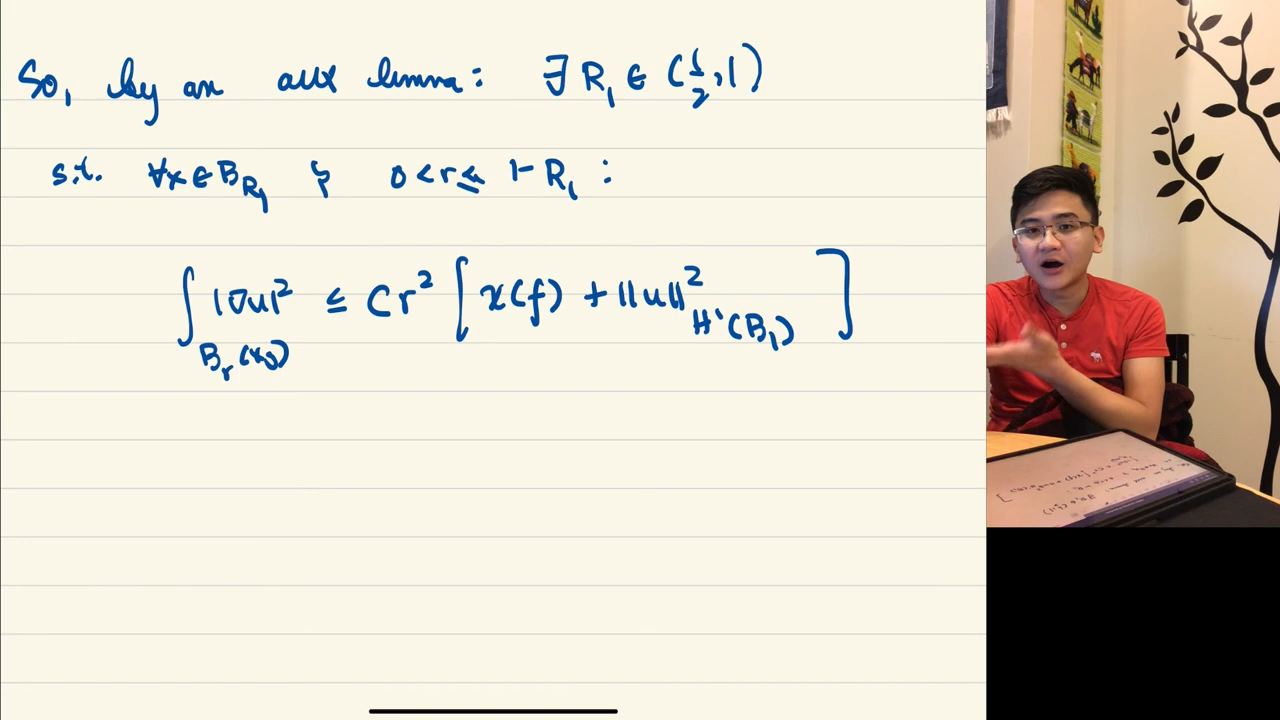 So, by an aux lemma: ∃ R₁ ∈ (½, 1)
s.t. ∀x ∈ B_{R₁} & 0 < r ≤ 1-R₁ :
∫_{B_r(x_0)} |∇u|² ≤ Cr² [ χ(f) + ||u||²_{H¹(B₁)} ]